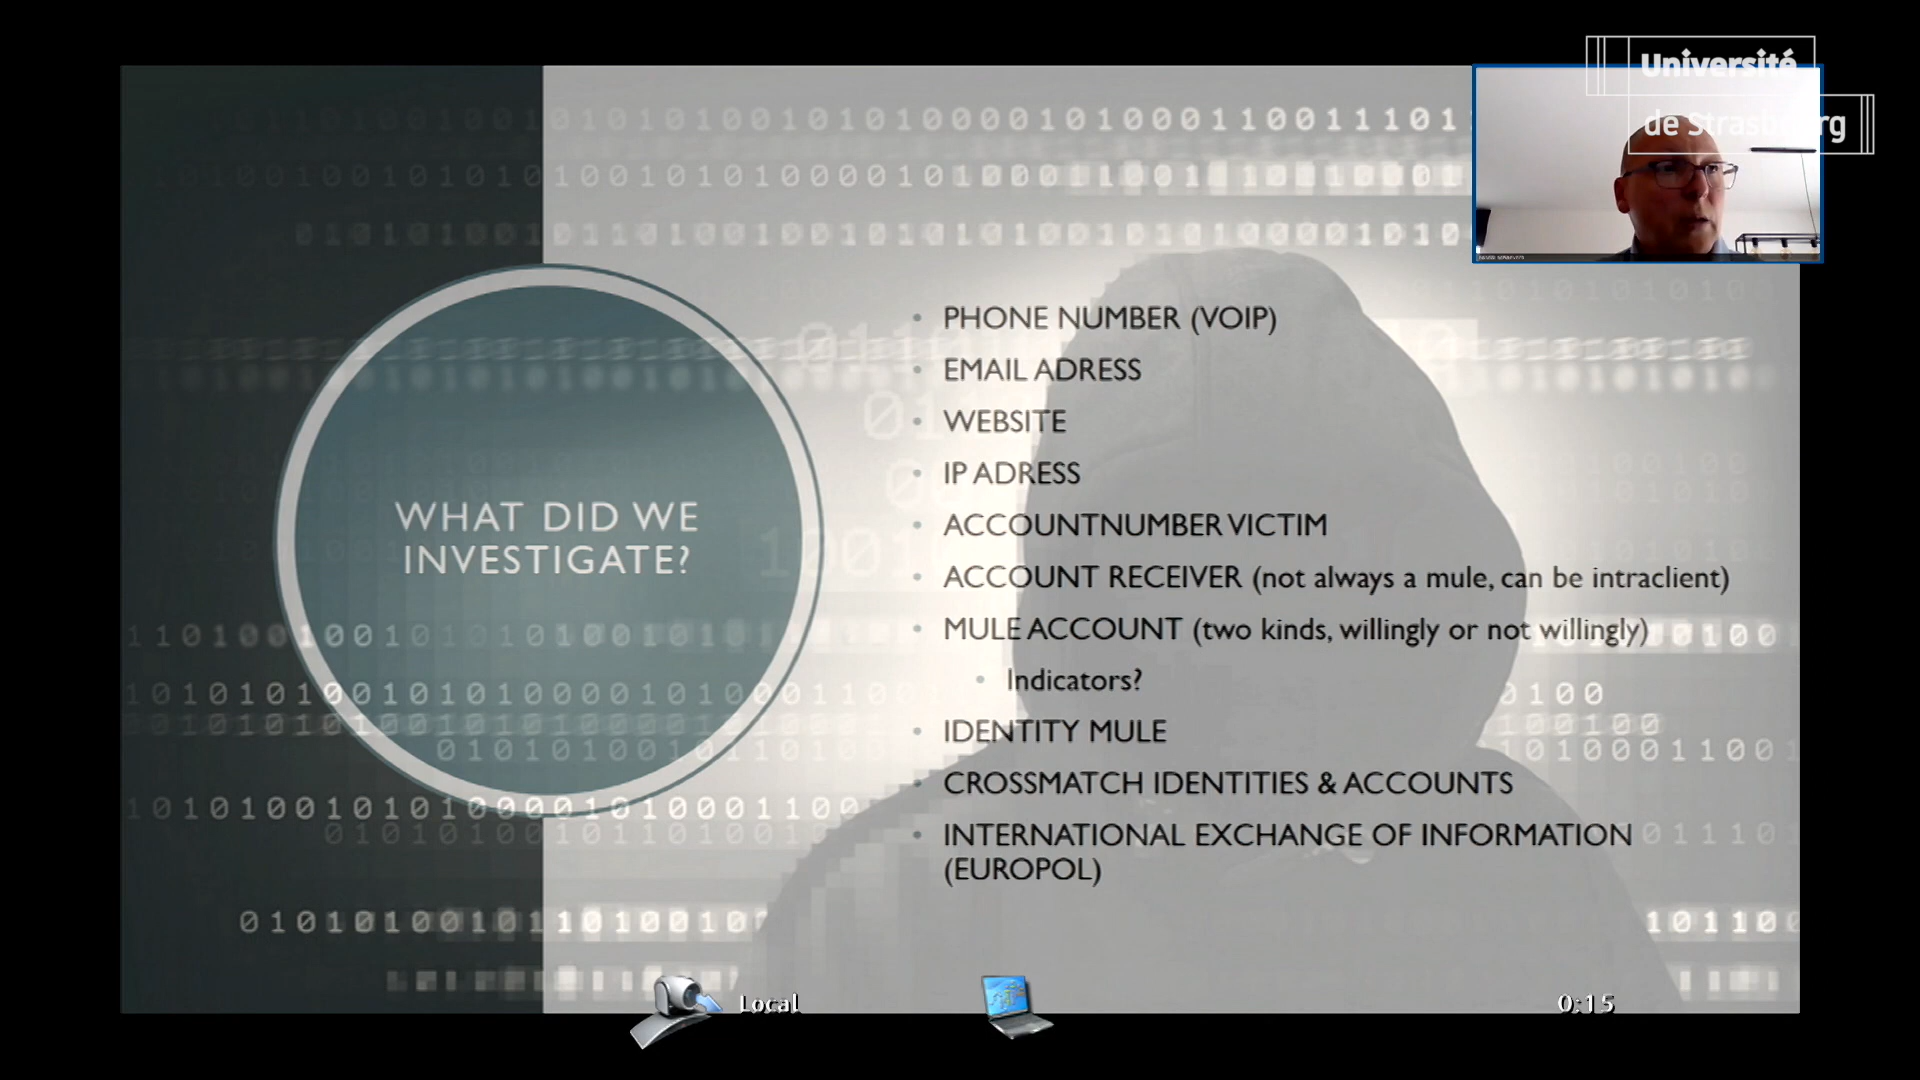 Université
de Strasbourg
WHAT DID WE
INVESTIGATE?
• PHONE NUMBER (VOIP)
• EMAIL ADRESS
• WEBSITE
• IP ADRESS
• ACCOUNTNUMBER VICTIM
• ACCOUNT RECEIVER (not always a mule, can be intraclient)
• MULE ACCOUNT (two kinds, willingly or not willingly)
• Indicators?
• IDENTITY MULE
• CROSSMATCH IDENTITIES & ACCOUNTS
• INTERNATIONAL EXCHANGE OF INFORMATION
(EUROPOL)
Local
0:15